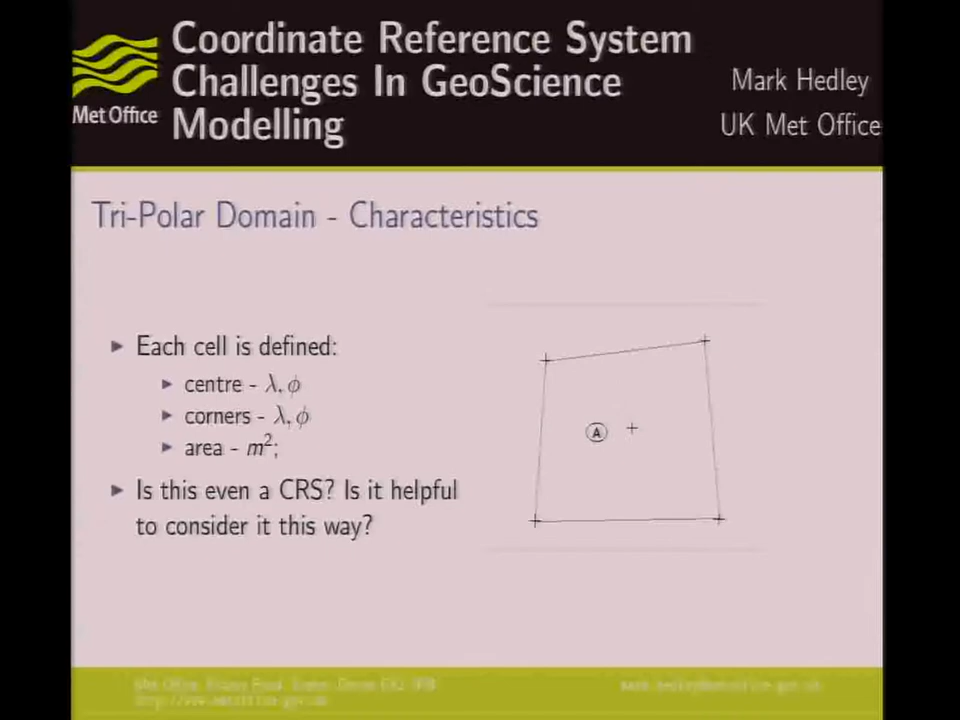 Coordinate Reference System
Challenges In GeoScience
Modelling
Met Office
Mark Hedley
UK Met Office
Tri-Polar Domain - Characteristics
Each cell is defined:
centre - λ, ϕ
corners - λ, ϕ
area - m²;
Is this even a CRS? Is it helpful
to consider it this way?
A